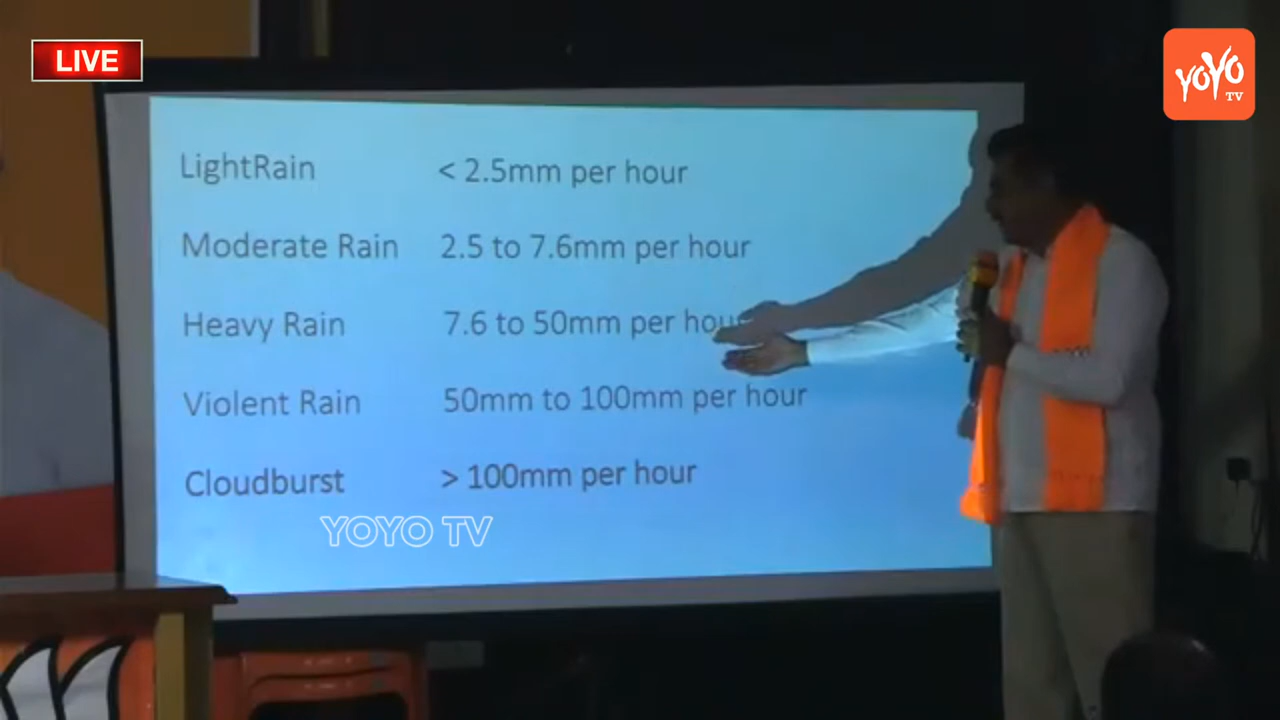 LIVE
YOYO
TV
LightRain < 2.5mm per hour
Moderate Rain 2.5 to 7.6mm per hour
Heavy Rain 7.6 to 50mm per hour
Violent Rain 50mm to 100mm per hour
Cloudburst > 100mm per hour
YOYO TV